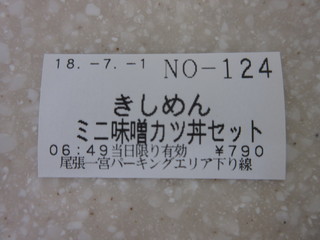 18.-7.-1 NO-124
きしめん
ミニ味噌カツ丼セット
06:49当日限り有効 ¥790
尾張一宮パーキングエリア下り線